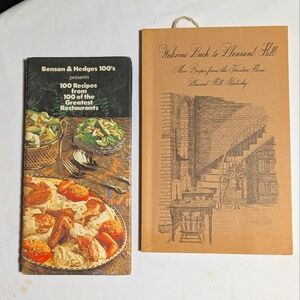 Benson & Hedges 100's
presents
100 Recipes
from
100 of the
Greatest
Restaurants
Welcome Back to Pleasant Hill
More Recipes from the Trustees' House
Pleasant Hill, Kentucky